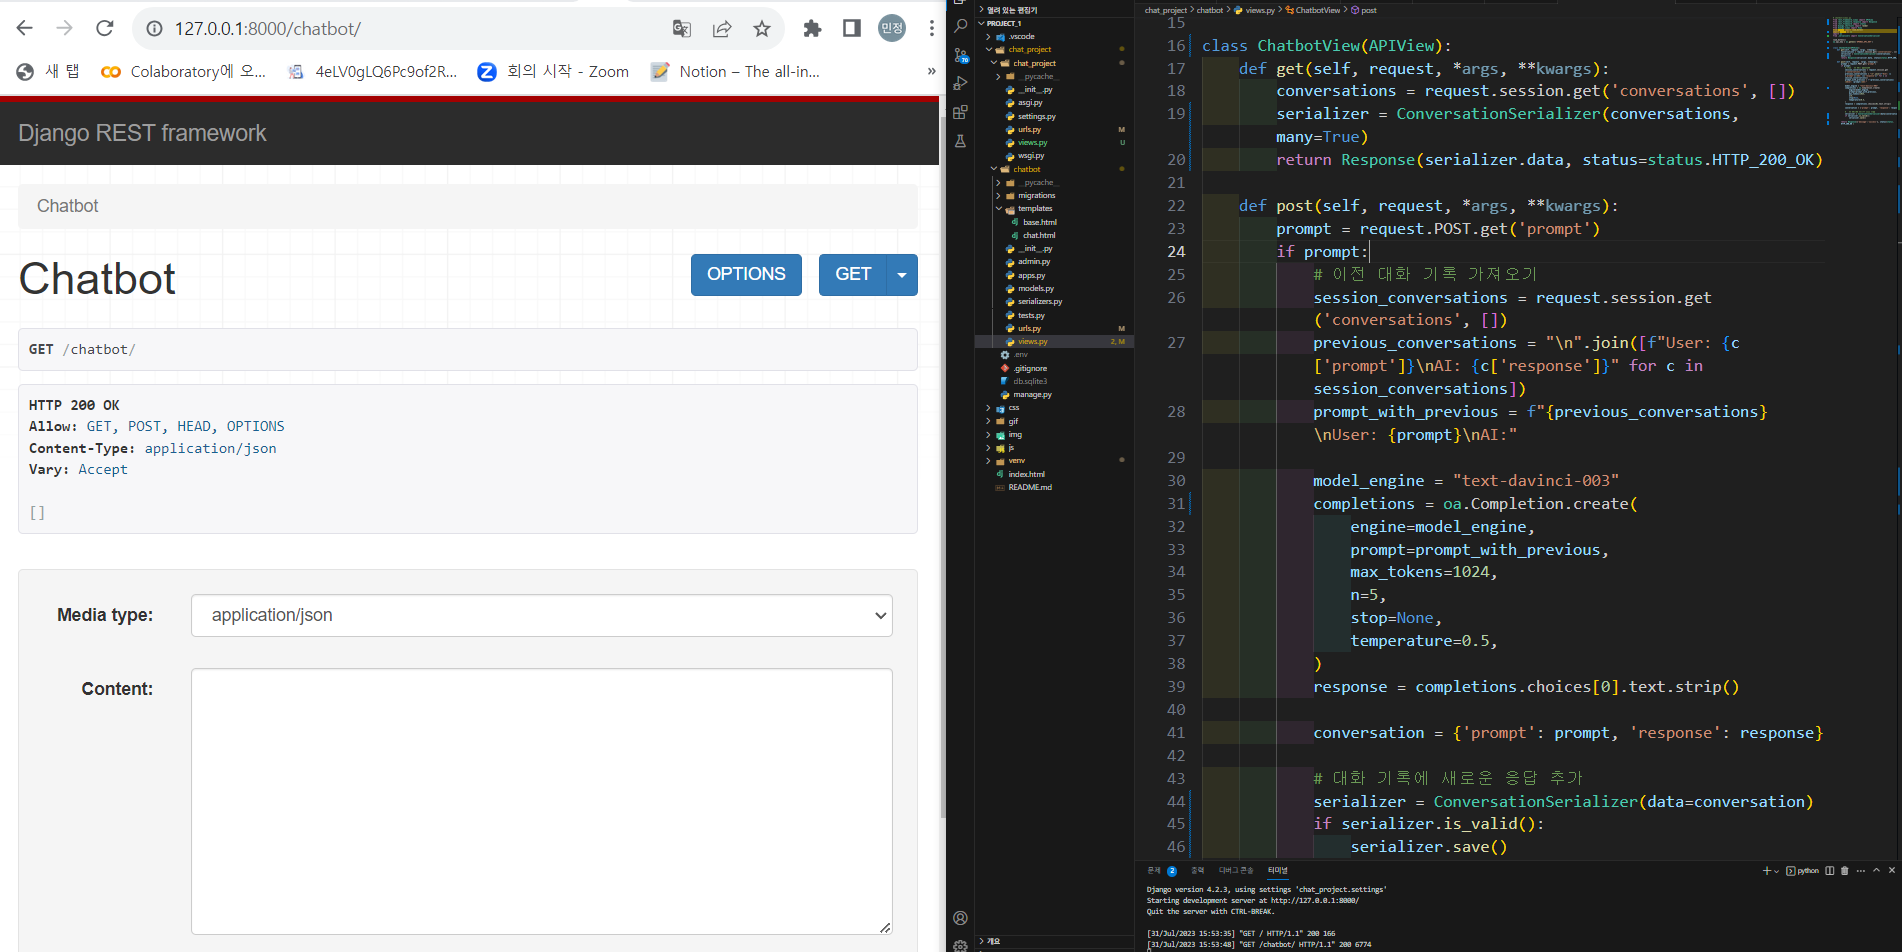 127.0.0.1:8000/chatbot/
민정
새 탭
Colaboratory에 오...
4eLV0gLQ6Pc9of2R...
회의 시작 - Zoom
Notion – The all-in...
»
Django REST framework
Chatbot
Chatbot
OPTIONS
GET
GET /chatbot/
HTTP 200 OK
Allow: GET, POST, HEAD, OPTIONS
Content-Type: application/json
Vary: Accept
[]
Media type:
application/json
Content:
열려 있는 편집기
PROJECT_1
.vscode
chat_project
chat_project
__pycache__
__init__.py
asgi.py
settings.py
urls.py M
views.py U
wsgi.py
chatbot
__pycache__
migrations
templates
base.html
chat.html
__init__.py
admin.py
apps.py
models.py
serializers.py
tests.py
urls.py M
views.py 2, M
.env
.gitignore
db.sqlite3
manage.py
css
gif
img
js
venv
index.html
README.md
개요
chat_project > chatbot > views.py > ChatbotView > post
15
16 class ChatbotView(APIView):
17 def get(self, request, *args, **kwargs):
18 conversations = request.session.get('conversations', [])
19 serializer = ConversationSerializer(conversations,
many=True)
20 return Response(serializer.data, status=status.HTTP_200_OK)
21
22 def post(self, request, *args, **kwargs):
23 prompt = request.POST.get('prompt')
24 if prompt:
25 # 이전 대화 기록 가져오기
26 session_conversations = request.session.get
('conversations', [])
27 previous_conversations = "\n".join([f"User: {c
['prompt']}\nAI: {c['response']}" for c in
session_conversations])
28 prompt_with_previous = f"{previous_conversations}
\nUser: {prompt}\nAI:"
29
30 model_engine = "text-davinci-003"
31 completions = oa.Completion.create(
32 engine=model_engine,
33 prompt=prompt_with_previous,
34 max_tokens=1024,
35 n=5,
36 stop=None,
37 temperature=0.5,
38 )
39 response = completions.choices[0].text.strip()
40
41 conversation = {'prompt': prompt, 'response': response}
42
43 # 대화 기록에 새로운 응답 추가
44 serializer = ConversationSerializer(data=conversation)
45 if serializer.is_valid():
46 serializer.save()
문제 2 출력 디버그 콘솔 터미널
python
Django version 4.2.3, using settings 'chat_project.settings'
Starting development server at http://127.0.0.1:8000/
Quit the server with CTRL-BREAK.
[31/Jul/2023 15:53:35] "GET / HTTP/1.1" 200 166
[31/Jul/2023 15:53:48] "GET /chatbot/ HTTP/1.1" 200 6774